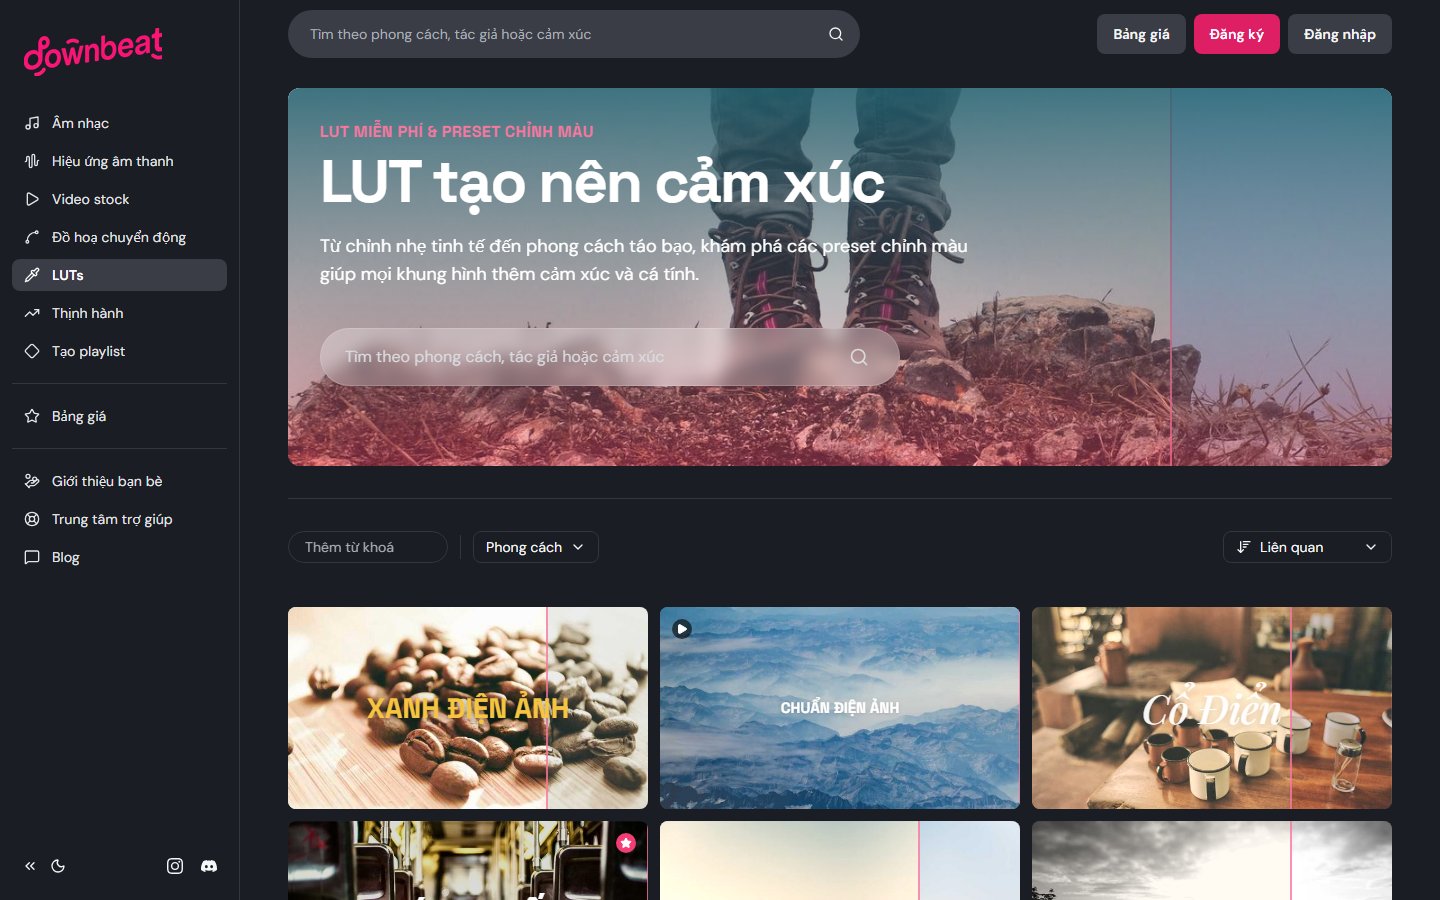 downbeat
Tìm theo phong cách, tác giả hoặc cảm xúc
Bảng giá
Đăng ký
Đăng nhập
Âm nhạc
Hiệu ứng âm thanh
Video stock
Đồ hoạ chuyển động
LUTs
Thịnh hành
Tạo playlist
Bảng giá
Giới thiệu bạn bè
Trung tâm trợ giúp
Blog
LUT MIỄN PHÍ & PRESET CHỈNH MÀU
LUT tạo nên cảm xúc
Từ chỉnh nhẹ tinh tế đến phong cách táo bạo, khám phá các preset chỉnh màu
giúp mọi khung hình thêm cảm xúc và cá tính.
Tìm theo phong cách, tác giả hoặc cảm xúc
Thêm từ khoá
Phong cách
Liên quan
XANH ĐIỆN ẢNH
CHUẨN ĐIỆN ẢNH
Cổ Điển